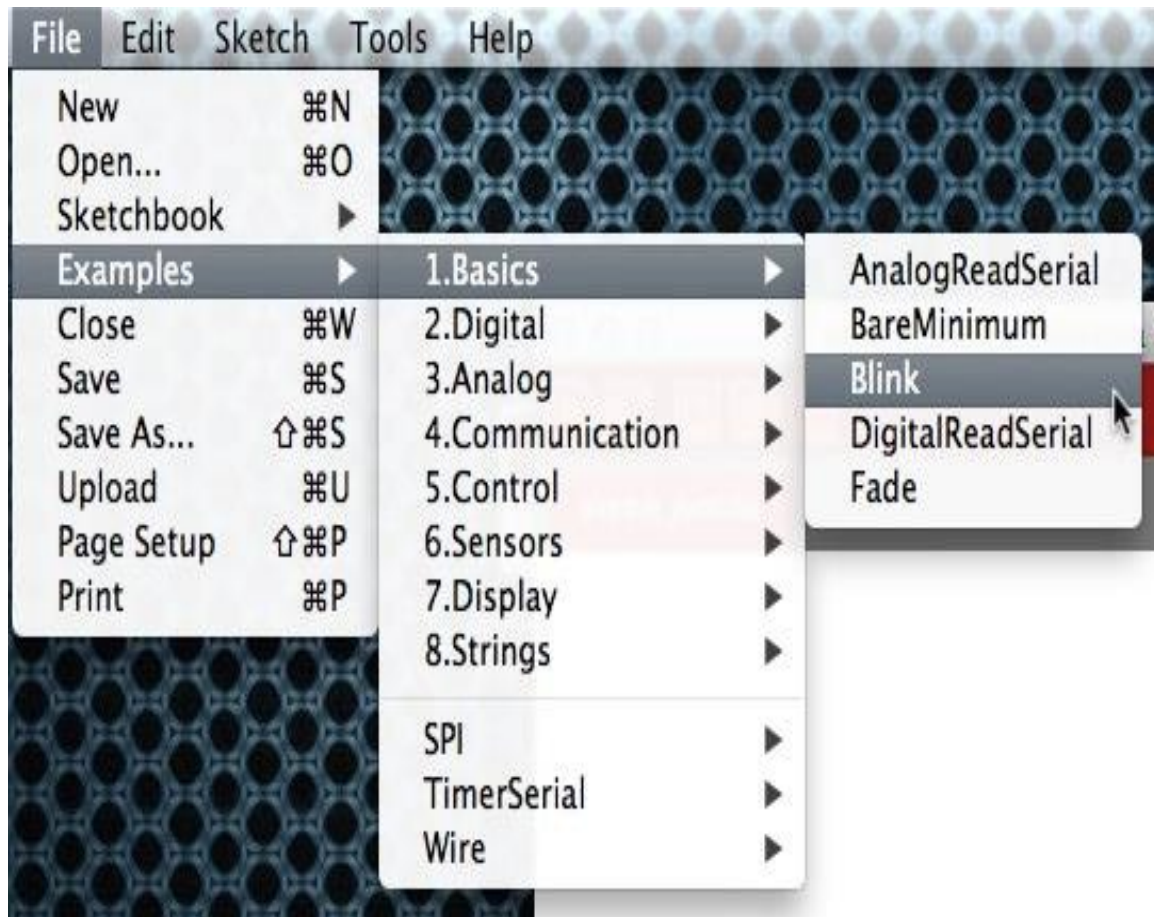 File Edit Sketch Tools Help
New ⌘N
Open... ⌘O
Sketchbook ▶
Examples ▶
Close ⌘W
Save ⌘S
Save As... ⇧⌘S
Upload ⌘U
Page Setup ⇧⌘P
Print ⌘P
1.Basics ▶
2.Digital ▶
3.Analog ▶
4.Communication ▶
5.Control ▶
6.Sensors ▶
7.Display ▶
8.Strings ▶
SPI ▶
TimerSerial ▶
Wire ▶
AnalogReadSerial
BareMinimum
Blink
DigitalReadSerial
Fade